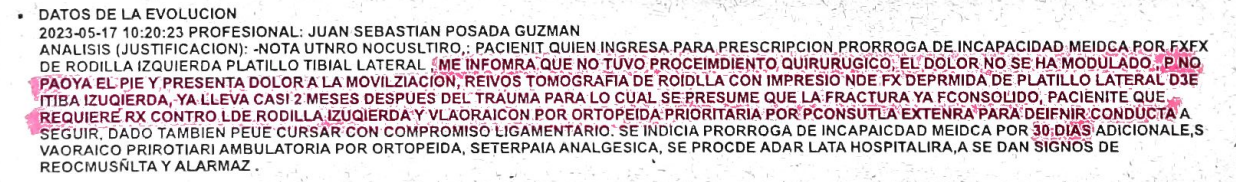 • DATOS DE LA EVOLUCION
2023-05-17 10:20:23 PROFESIONAL: JUAN SEBASTIAN POSADA GUZMAN
ANALISIS (JUSTIFICACION): -NOTA UTNRO NOCUSLTIRO,: PACIENIT QUIEN INGRESA PARA PRESCRIPCION PRORROGA DE INCAPACIDAD MEIDCA POR FXFX
DE RODILLA IZQUIERDA PLATILLO TIBIAL LATERAL , ME INFOMRA QUE NO TUVO PROCEIMDIENTO QUIRURUGICO, EL DOLOR NO SE HA MODULADO , P NO
PAOYA EL PIE Y PRESENTA DOLOR A LA MOVILZIACION, REIVOS TOMOGRAFIA DE ROIDLLA CON IMPRESIO NDE FX DEPRMIDA DE PLATILLO LATERAL D3E
ITIBA IZUQIERDA, YA LLEVA CASI 2 MESES DESPUES DEL TRAUMA PARA LO CUAL SE PRESUME QUE LA FRACTURA YA FCONSOLIDO, PACIENITE QUE
REQUIERE RX CONTRO LDE RODILLA IZUQIERDA Y VLAORAICON POR ORTOPEIDA PRIORITARIA POR PCONSUTLA EXTENRA PARA DEIFNIR CONDUCTA A
SEGUIR, DADO TAMBIEN PEUE CURSAR CON COMPROMISO LIGAMENTARIO. SE INDICIA PRORROGA DE INCAPAICDAD MEIDCA POR 30 DIAS ADICIONALE,S
VAORAICO PRIROTIARI AMBULATORIA POR ORTOPEIDA, SETERPAIA ANALGESICA, SE PROCDE ADAR LATA HOSPITALIRA,A SE DAN SIGNOS DE
REOCMUSÑLTA Y ALARMAZ .